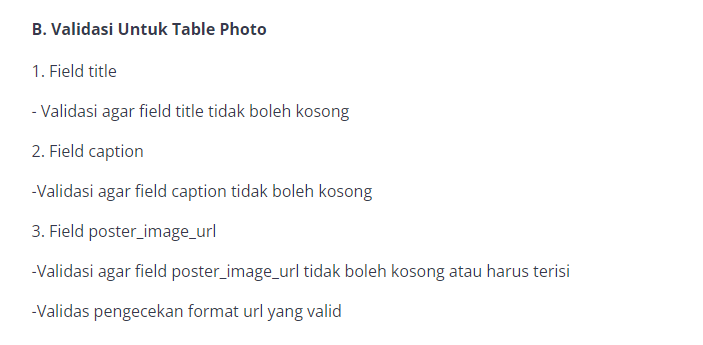 B. Validasi Untuk Table Photo
1. Field title
- Validasi agar field title tidak boleh kosong
2. Field caption
-Validasi agar field caption tidak boleh kosong
3. Field poster_image_url
-Validasi agar field poster_image_url tidak boleh kosong atau harus terisi
-Validas pengecekan format url yang valid